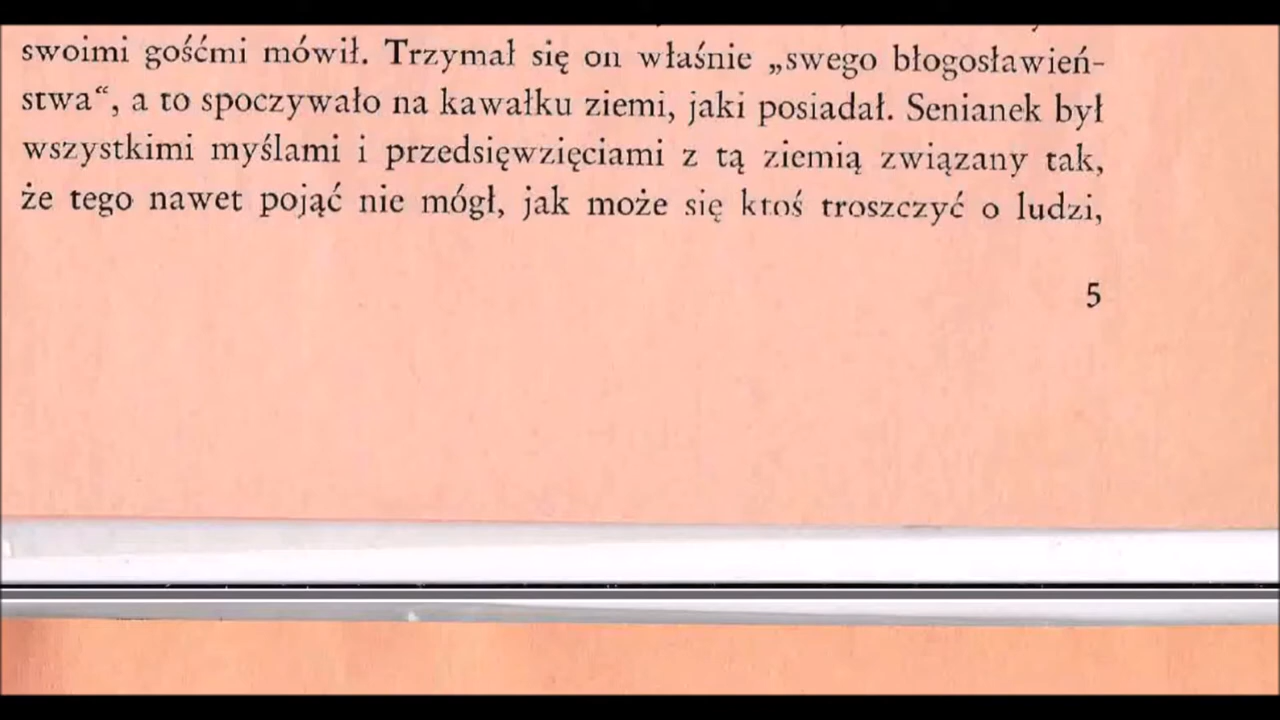 swoimi gośćmi mówił. Trzymał się on właśnie „swego błogosławień-
stwa“, a to spoczywało na kawałku ziemi, jaki posiadał. Senianek był
wszystkimi myślami i przedsięwzięciami z tą ziemią związany tak,
że tego nawet pojąć nie mógł, jak może się ktoś troszczyć o ludzi,
5